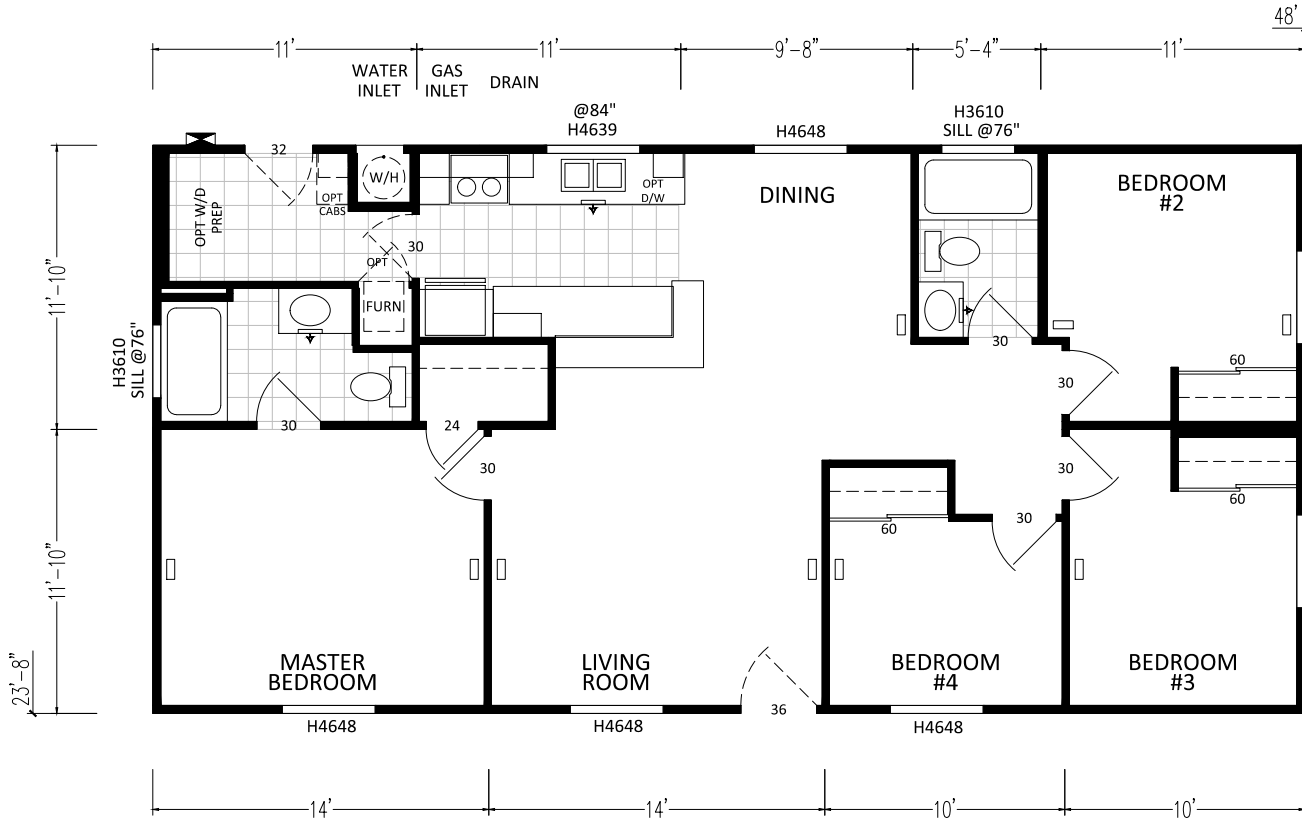 48'
11'
11'
9'-8"
5'-4"
11'
WATER
INLET
GAS
INLET
DRAIN
@84"
H4639
H4648
H3610
SILL @76"
32
W/H
OPT
CABS
OPT W/D
PREP
OPT
D/W
DINING
BEDROOM
#2
30
OPT
FURN
11'-10"
H3610
SILL @76"
30
60
30
30
24
30
30
60
60
30
11'-10"
23'-8"
MASTER
BEDROOM
LIVING
ROOM
BEDROOM
#4
BEDROOM
#3
36
H4648
H4648
H4648
14'
14'
10'
10'